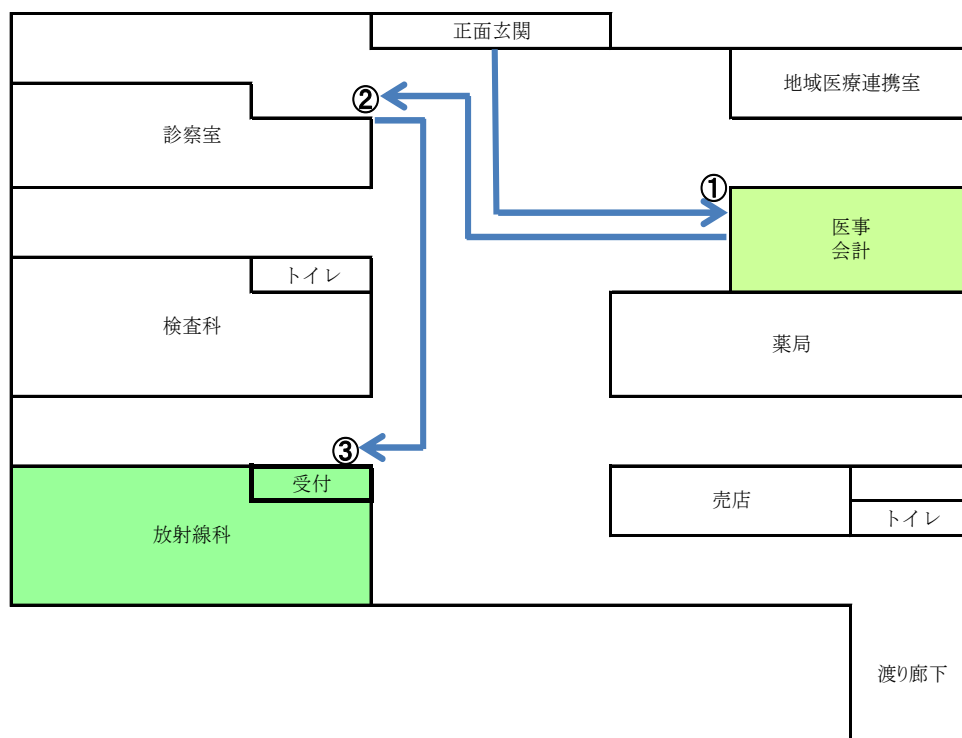 正面玄関
地域医療連携室
②
診察室
①
医事
会計
トイレ
検査科
薬局
③
受付
売店
トイレ
放射線科
渡り廊下